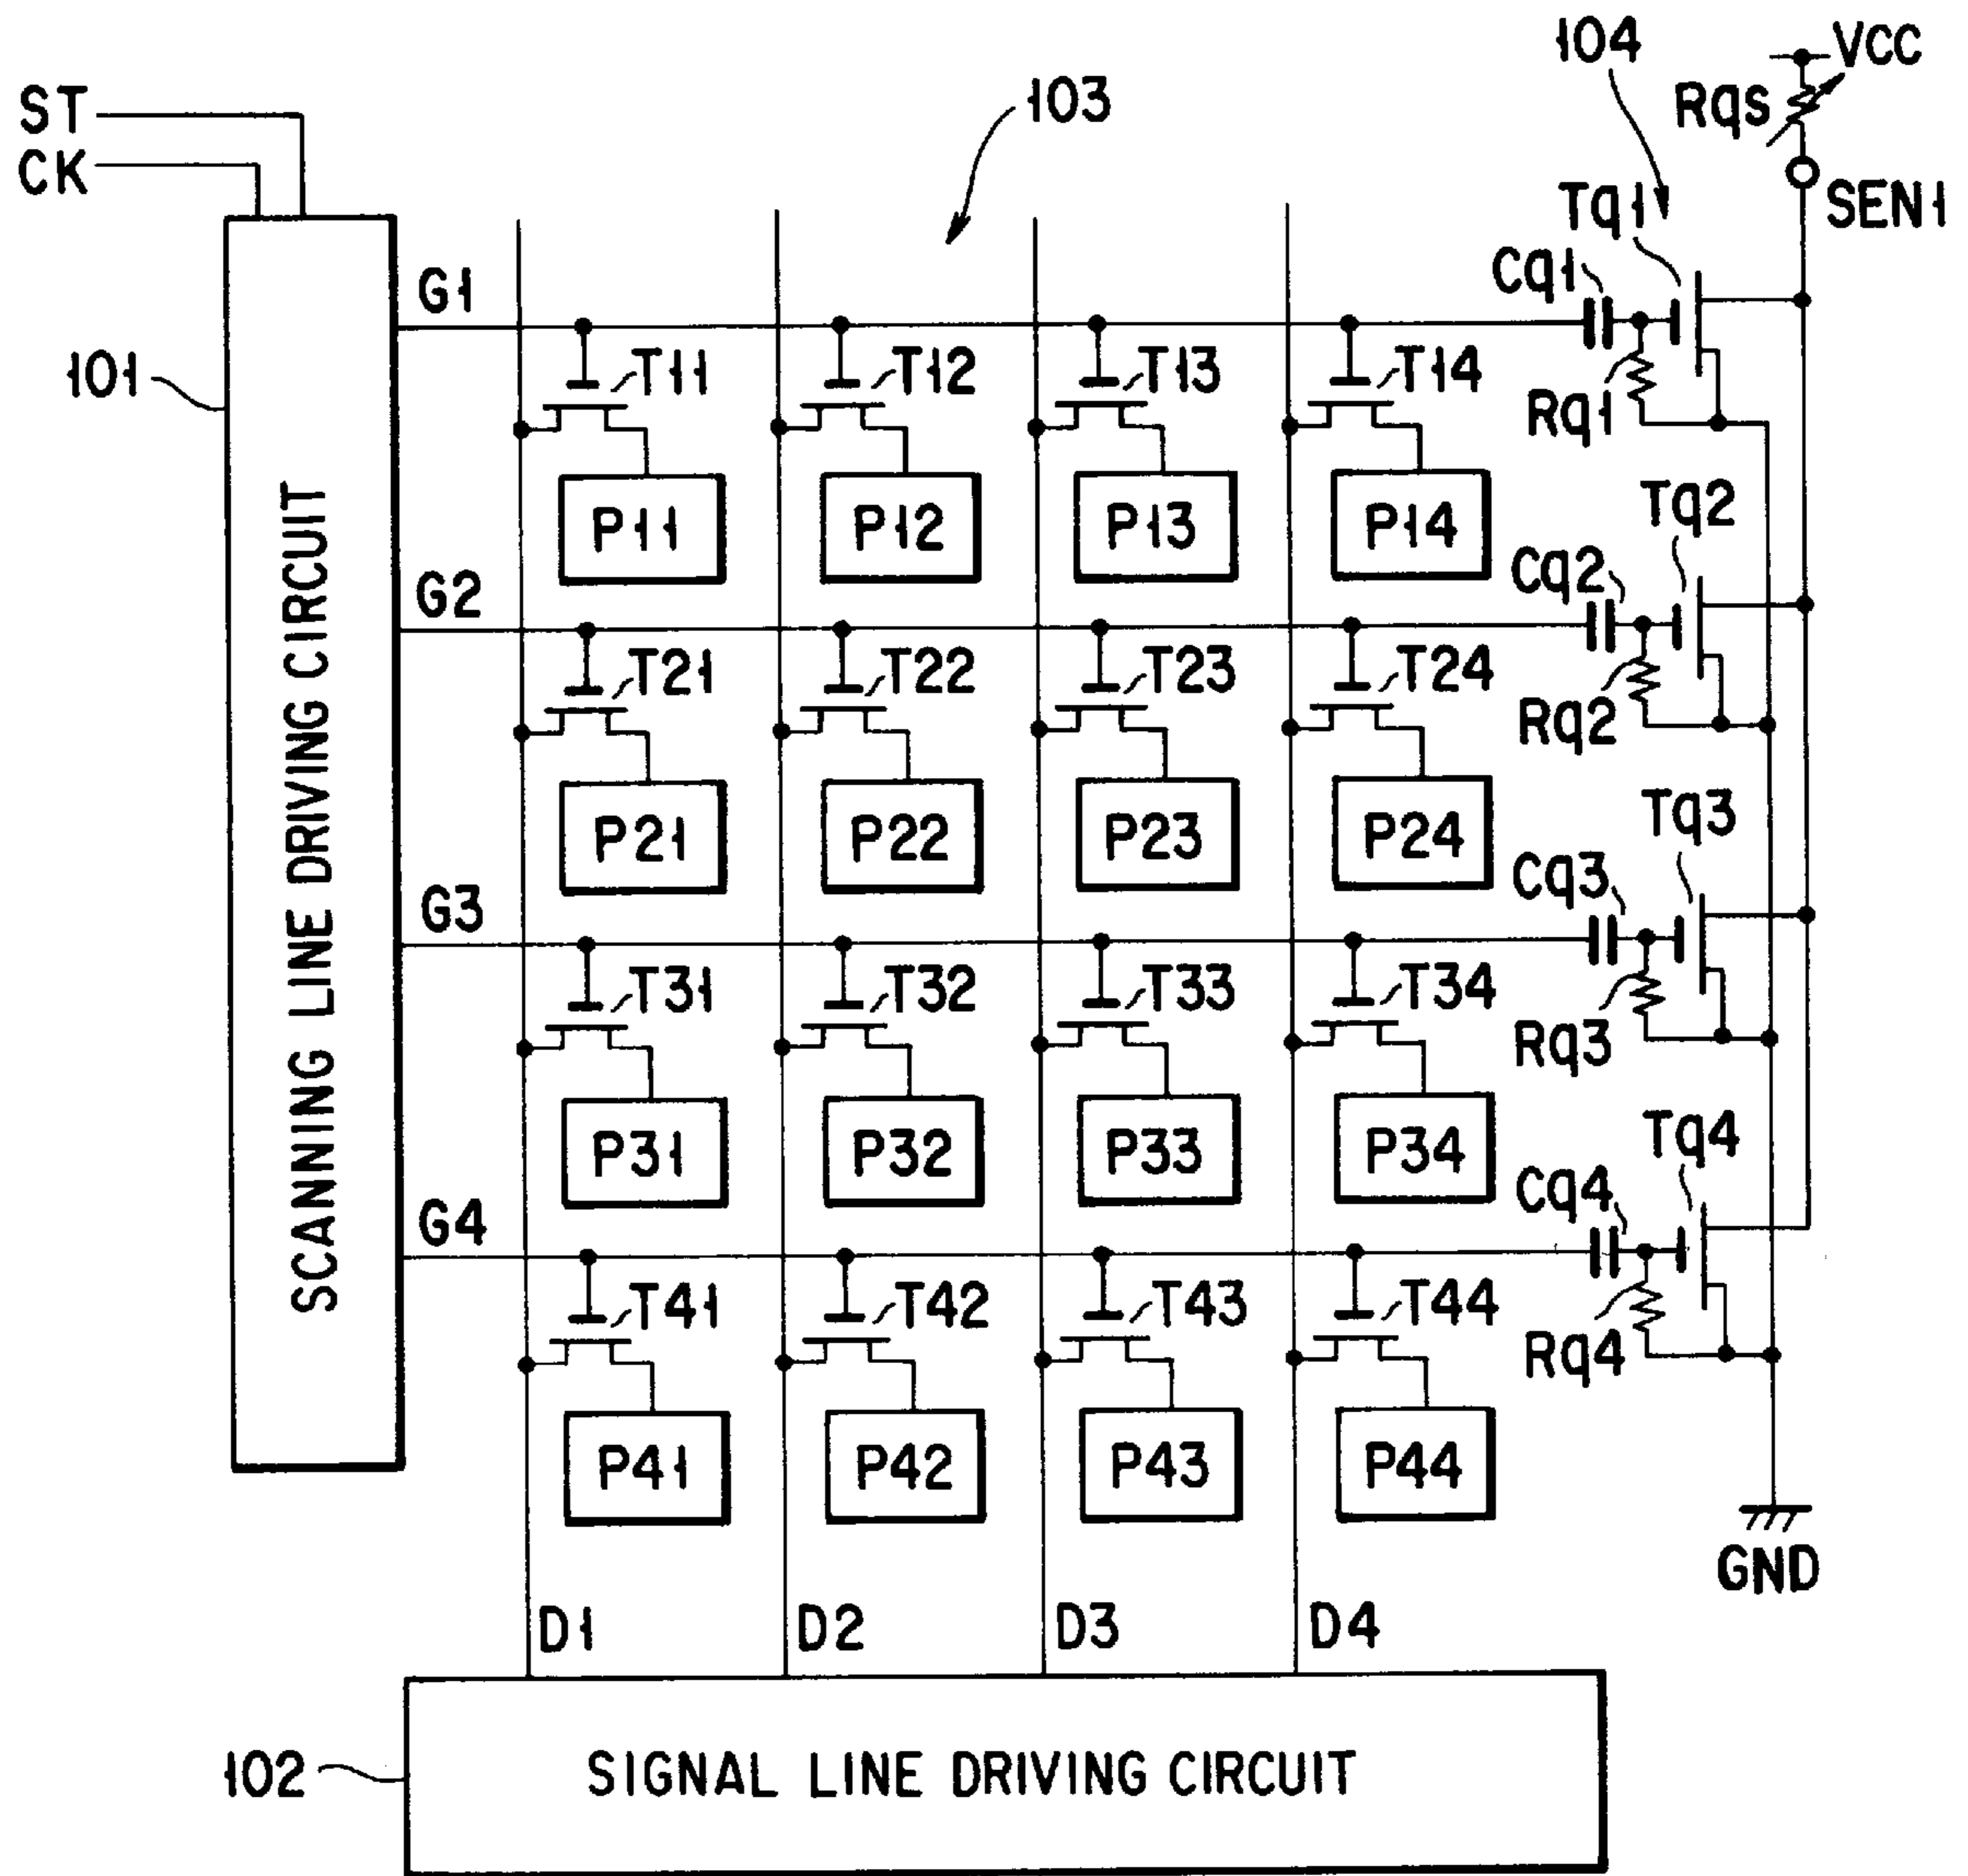 104
VCC
ST
103
Rqs
CK
SEN1
Tq1
Cq1
G1
101
T11
T12
T13
T14
Rq1
P11
P12
P13
P14
Tq2
Cq2
G2
T21
T22
T23
T24
Rq2
SCANNING LINE DRIVING CIRCUIT
P21
P22
P23
P24
Tq3
Cq3
G3
T31
T32
T33
T34
Rq3
P31
P32
P33
P34
Tq4
Cq4
G4
T41
T42
T43
T44
Rq4
P41
P42
P43
P44
GND
D1
D2
D3
D4
102
SIGNAL LINE DRIVING CIRCUIT